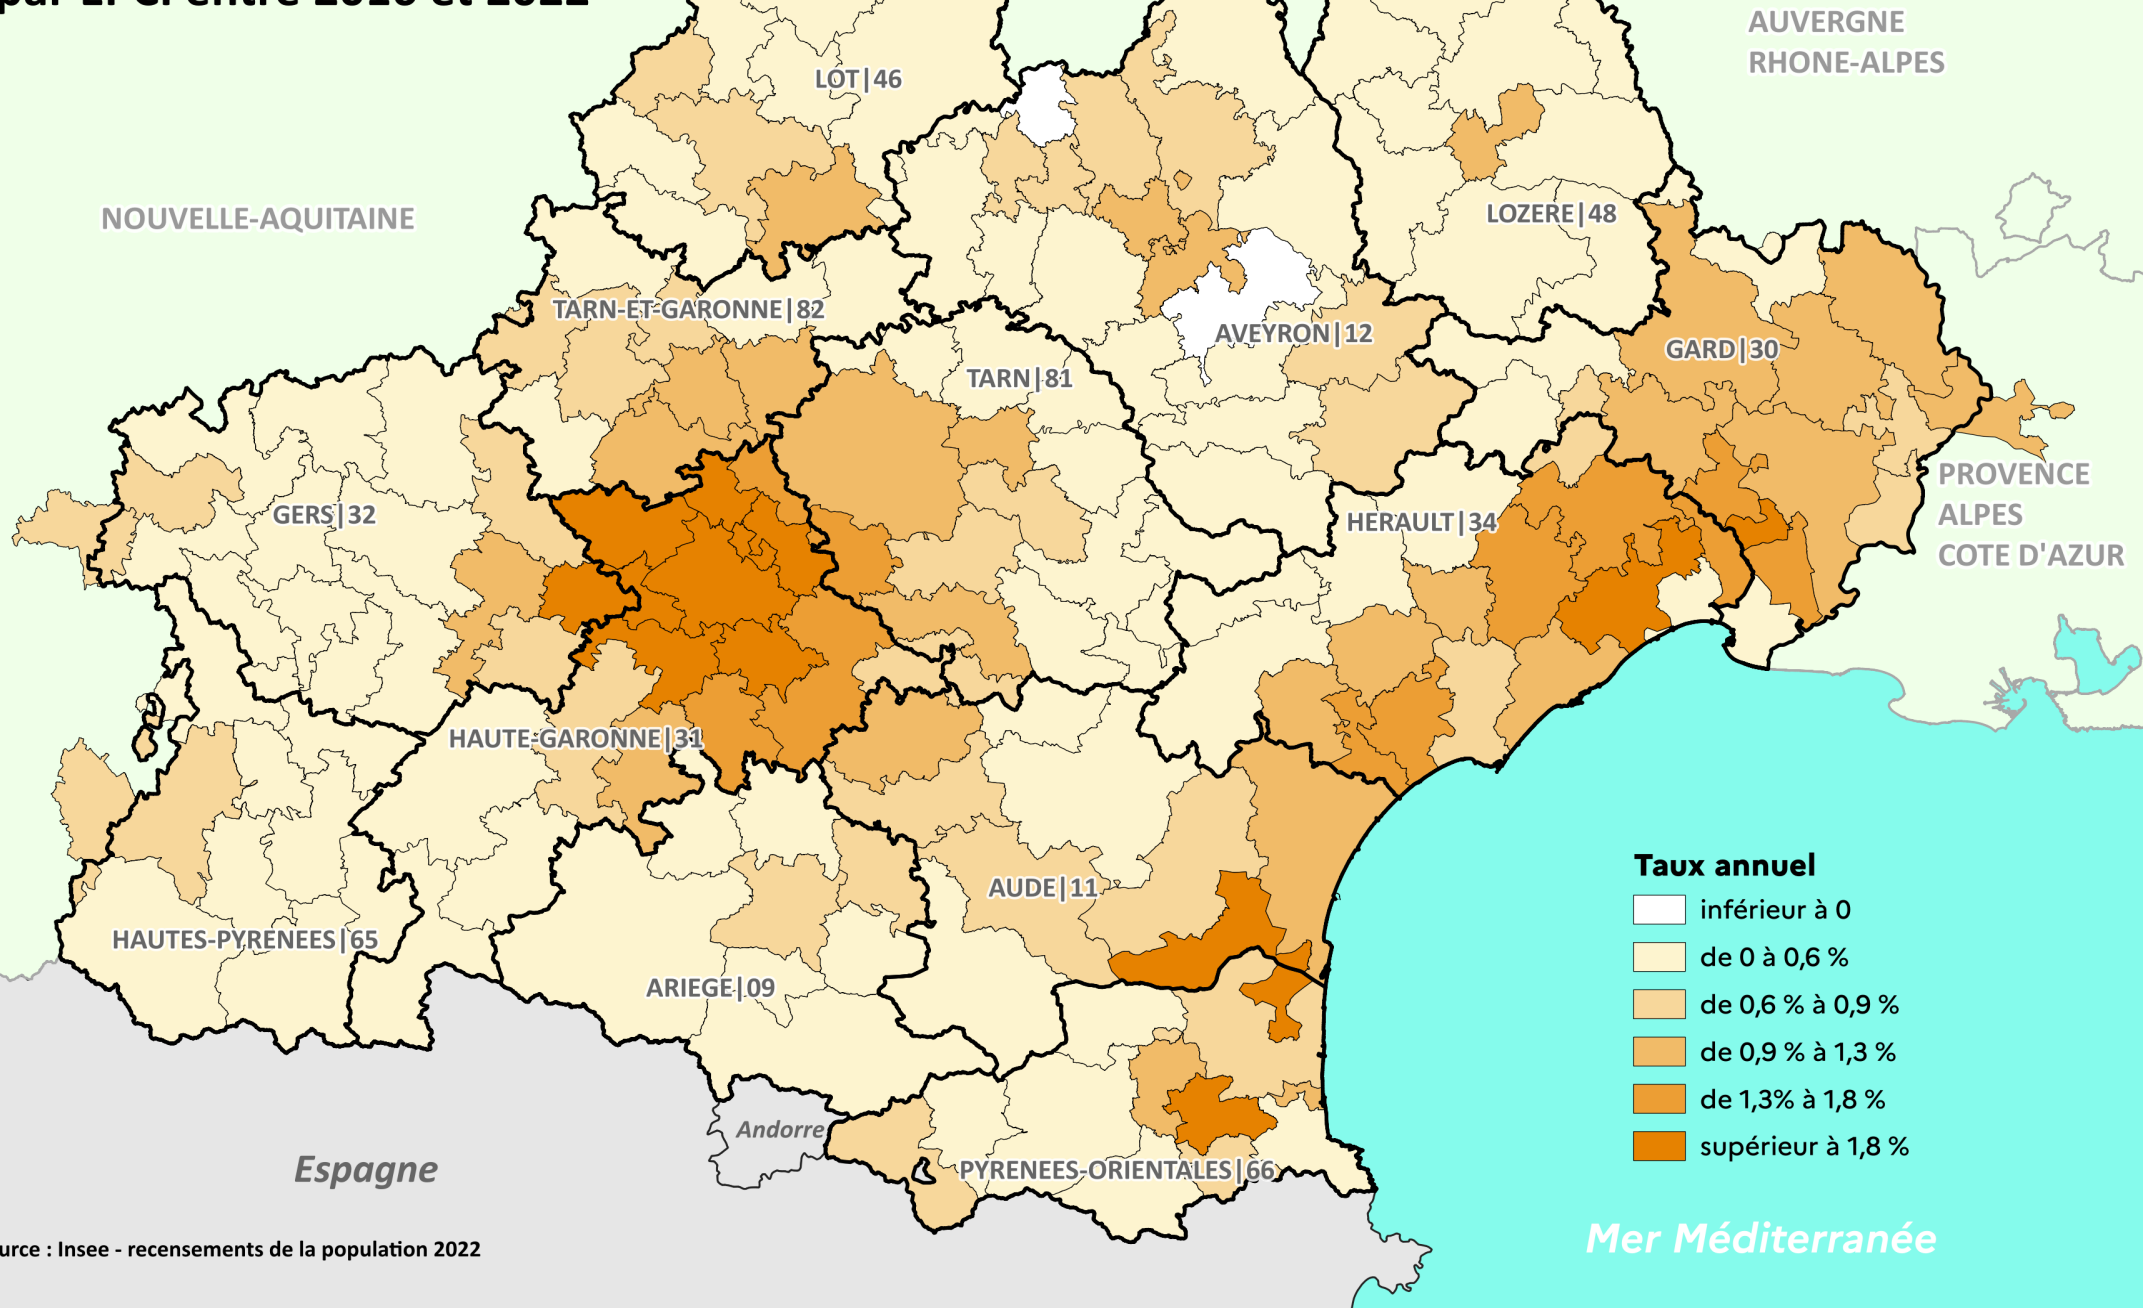 entre 2016 et 2022
AUVERGNE
RHONE-ALPES
LOT|46
NOUVELLE-AQUITAINE
LOZERE|48
TARN-ET-GARONNE|82
AVEYRON|12
GARD|30
TARN|81
PROVENCE
ALPES
COTE D'AZUR
GERS|32
HERAULT|34
HAUTE-GARONNE|31
AUDE|11
HAUTES-PYRENEES|65
ARIEGE|09
Andorre
PYRENEES-ORIENTALES|66
Espagne
Taux annuel
inférieur à 0
de 0 à 0,6 %
de 0,6 % à 0,9 %
de 0,9 % à 1,3 %
de 1,3% à 1,8 %
supérieur à 1,8 %
Mer Méditerranée
urce : Insee - recensements de la population 2022